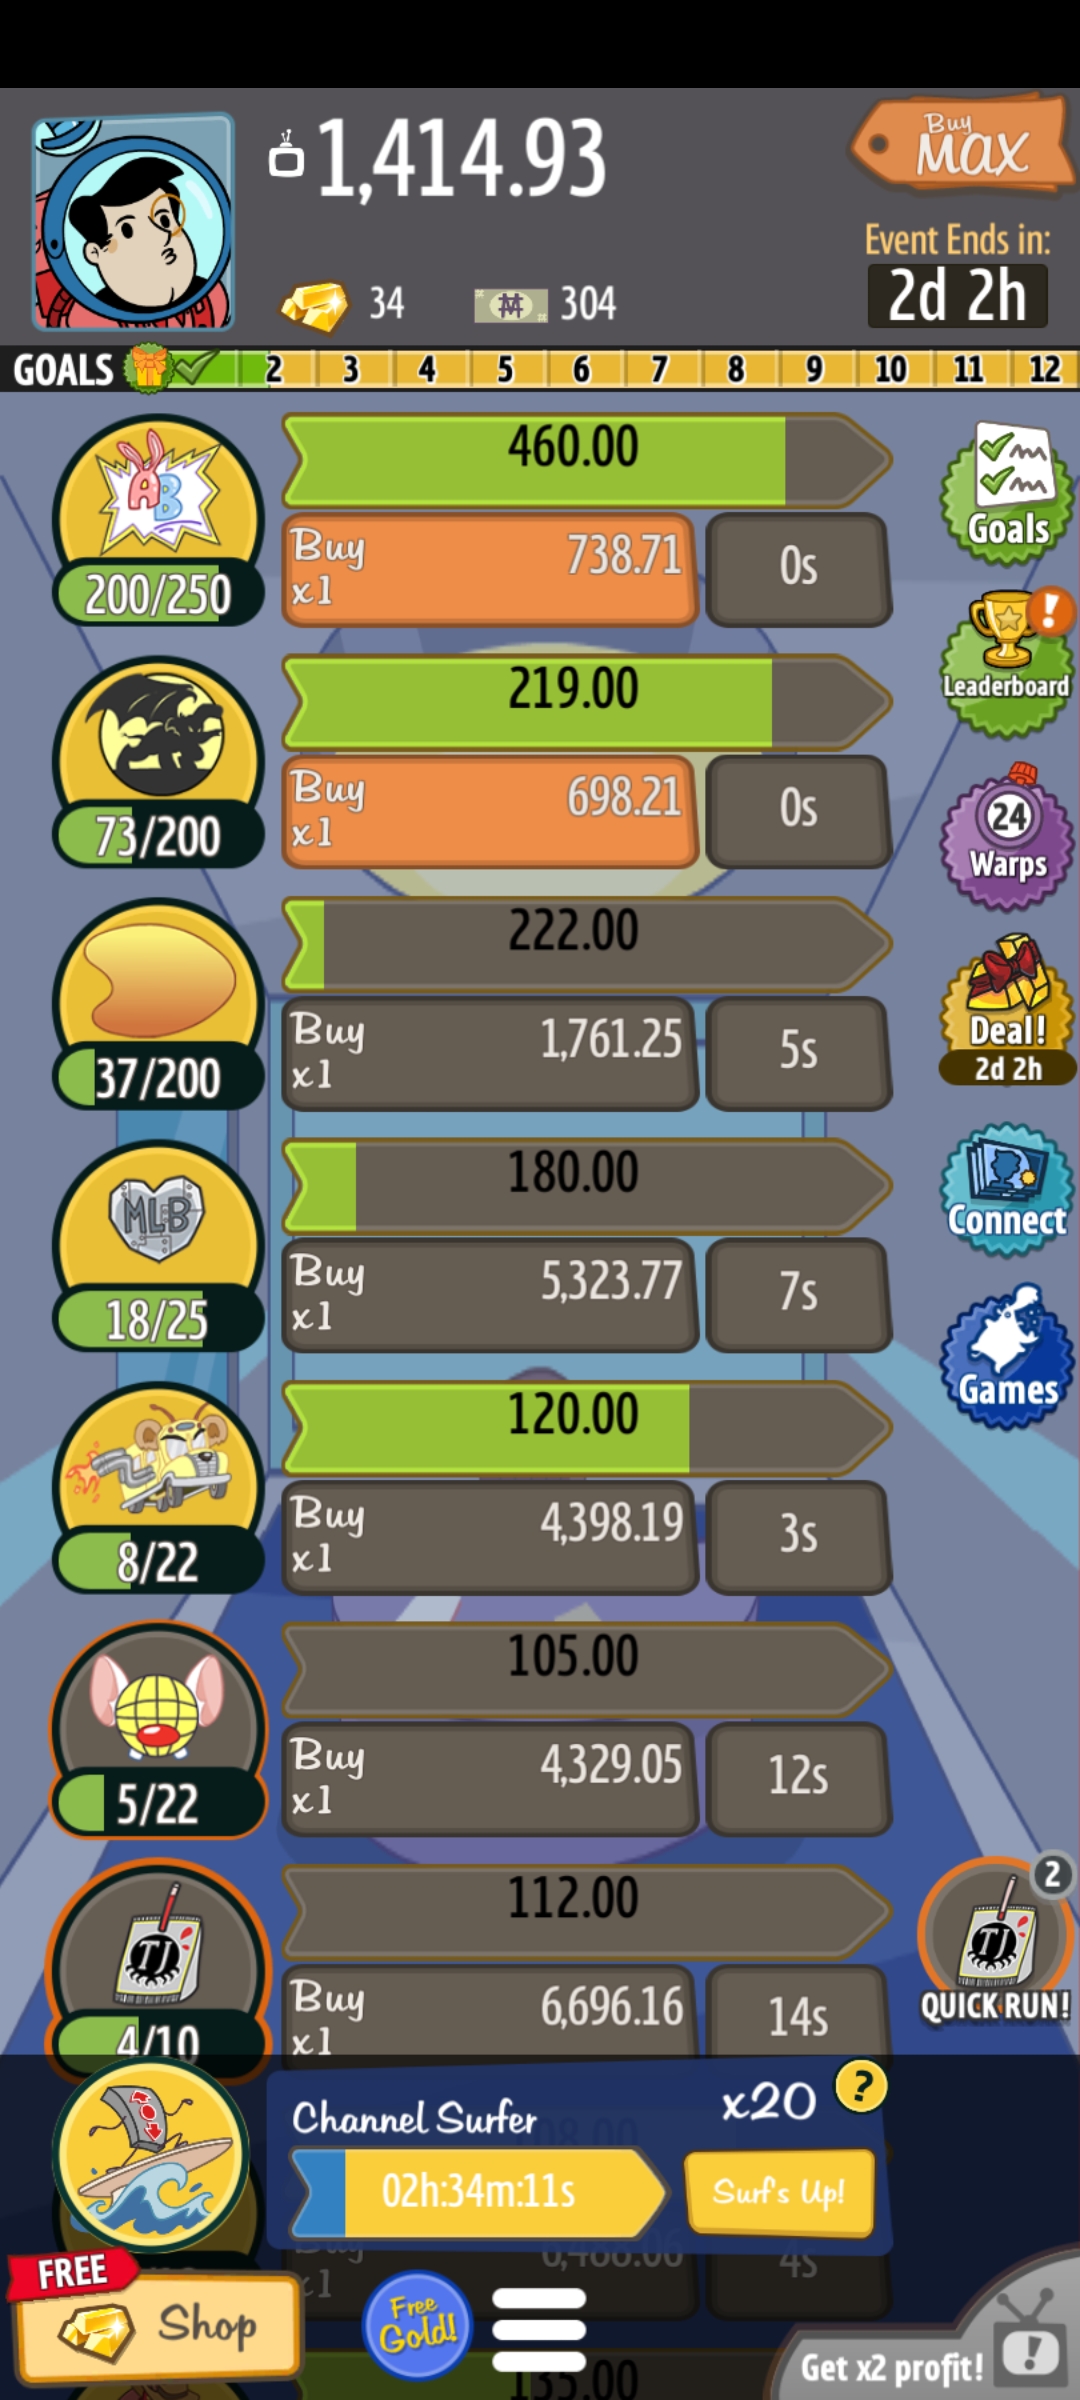 1,414.93
Buy
MAX
34
304
Event Ends in:
2d 2h
GOALS 2 3 4 5 6 7 8 9 10 11 12
AB
460.00
200/250
Buy
x1
738.71
0s
Goals
219.00
73/200
Buy
x1
698.21
0s
!
Leaderboard
24
Warps
222.00
37/200
Buy
x1
1,761.25
5s
Deal!
2d 2h
MLB
180.00
18/25
Buy
x1
5,323.77
7s
Connect
120.00
8/22
Buy
x1
4,398.19
3s
Games
105.00
5/22
Buy
x1
4,329.05
12s
TJ
112.00
4/10
Buy
x1
6,696.16
14s
2
TJ
QUICK RUN!
Channel Surfer
x20
?
02h:34m:11s
Surf's Up!
4s
FREE
Shop
Free
Gold!
135.00
Get x2 profit!
!